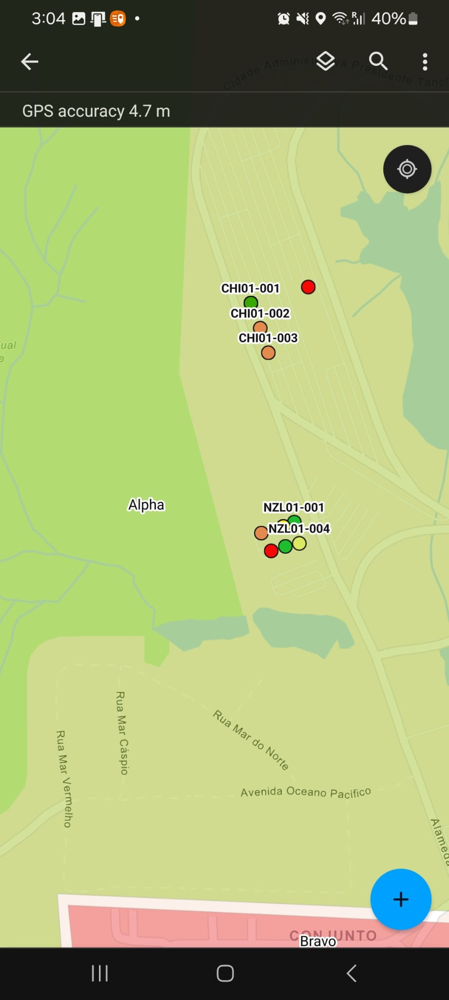 3:04
R
40%
Cidade Administrativa Presidente Tanc
GPS accuracy 4.7 m
CHI01-001
CHI01-002
CHI01-003
ual
e
Alpha
NZL01-001
NZL01-004
Rua Mar Cáspio
Rua Mar do Norte
Rua Mar Vermelho
Avenida Oceano Pacífico
Alameda
CONJUNTO
Bravo